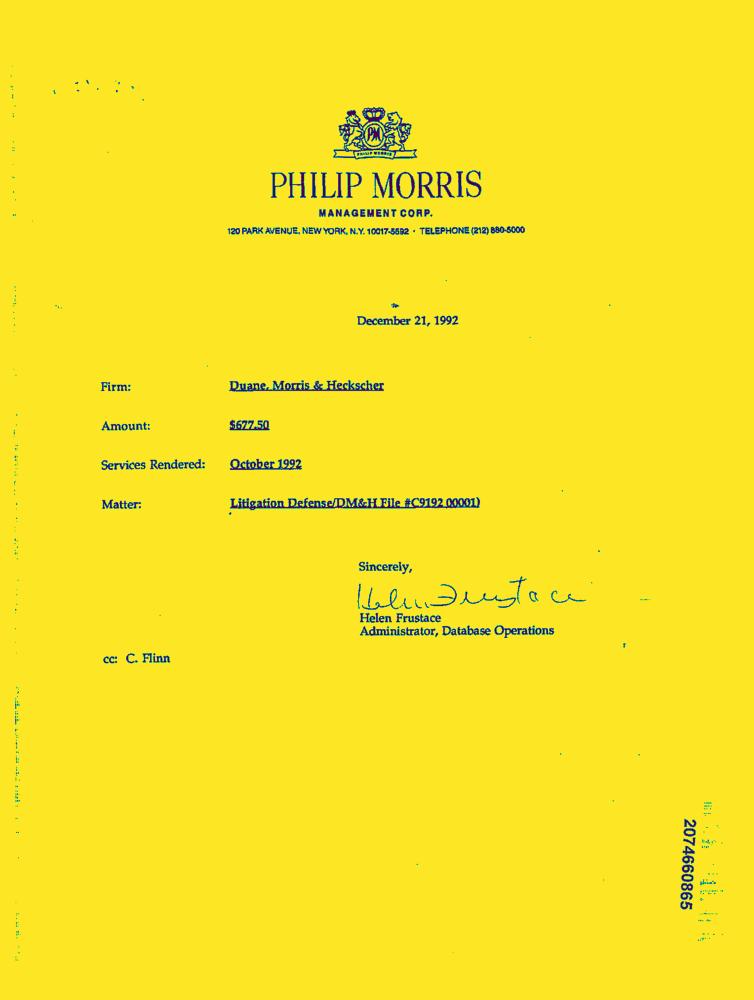 PM
PHILIP MORRIS
PHILIP MORRIS
MANAGEMENT CORP.
120 PARK AVENUE, NEW YORK, N.Y. 10017-5592 · TELEPHONE (212) 880-5000
December 21, 1992
Firm: Duane, Morris & Heckscher
Amount: $677.50
Services Rendered: October 1992
Matter: Litigation Defense/DM&H File #C9192 00001)
Sincerely,
Helen Frustace
Helen Frustace
Administrator, Database Operations
cc: C. Flinn
2074660865